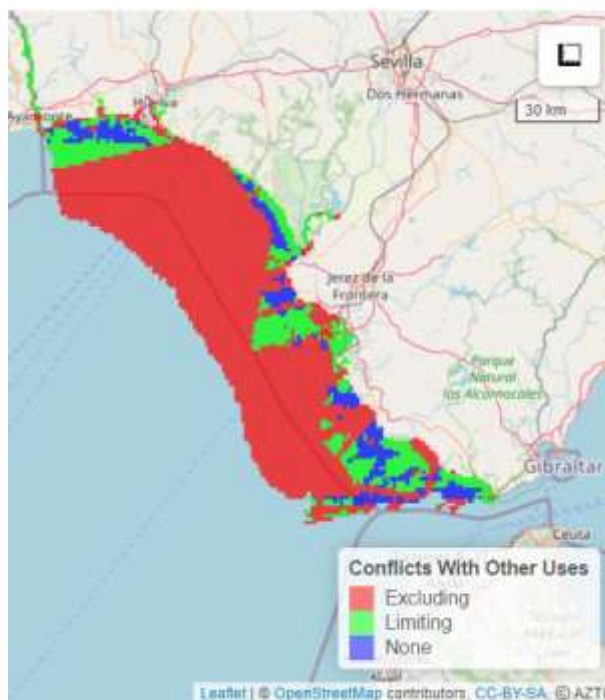 Sevilla
Dos Hermanas
30 km
Huelva
Ayamonte
Jerez de la
Frontera
Parque
Natural
los Alcornocales
Gibraltar
Ceuta
Conflicts With Other Uses
Excluding
Limiting
None
Leaflet | © OpenStreetMap contributors, CC-BY-SA, © AZTI